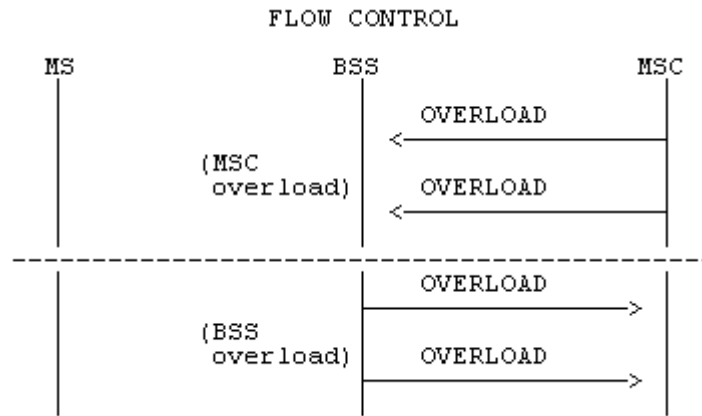 FLOW CONTROL
MS BSS MSC
OVERLOAD
(MSC
overload)
OVERLOAD
OVERLOAD
(BSS
overload)
OVERLOAD